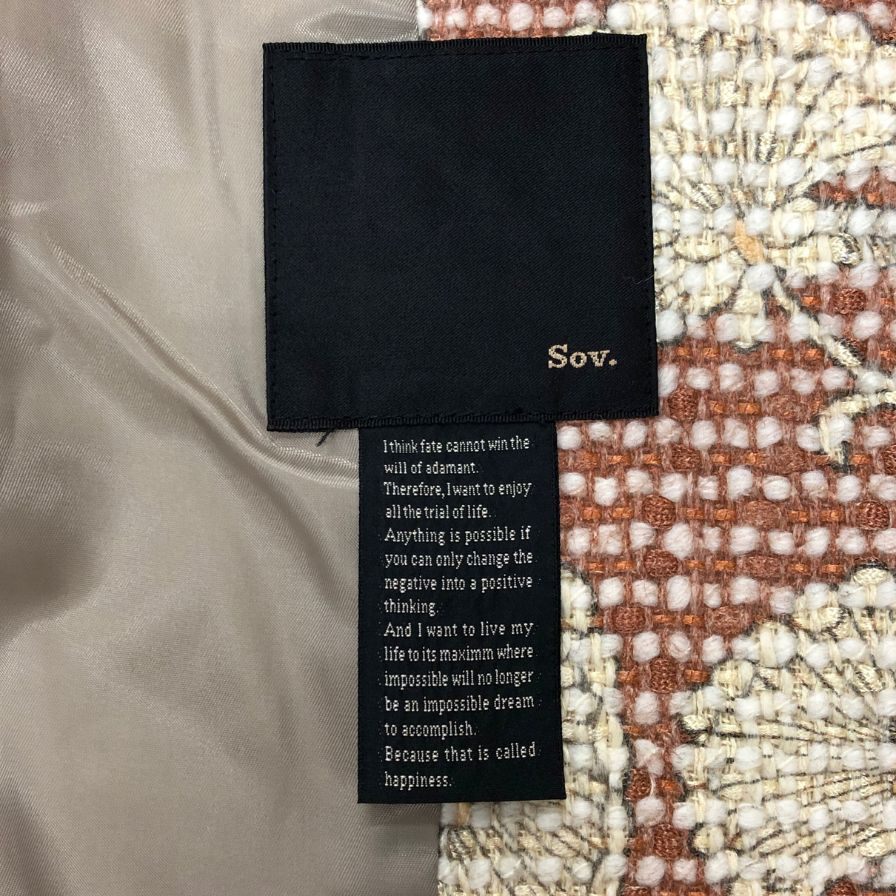 Sov.
I think fate cannot win the
will of adamant.
Therefore, I want to enjoy
all the trial of life.
Anything is possible if
you can only change the
negative into a positive
thinking.
And I want to live my
life to its maximm where
impossible will no longer
be an impossible dream
to accomplish.
Because that is called
happiness.